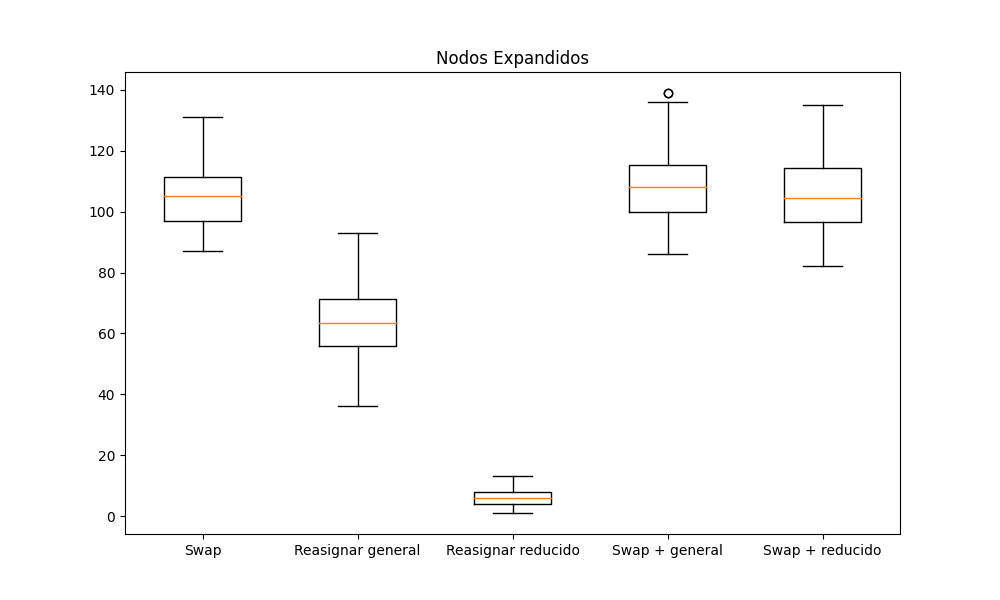 Nodos Expandidos
140
120
100
80
60
40
20
0
Swap
Reasignar general
Reasignar reducido
Swap + general
Swap + reducido